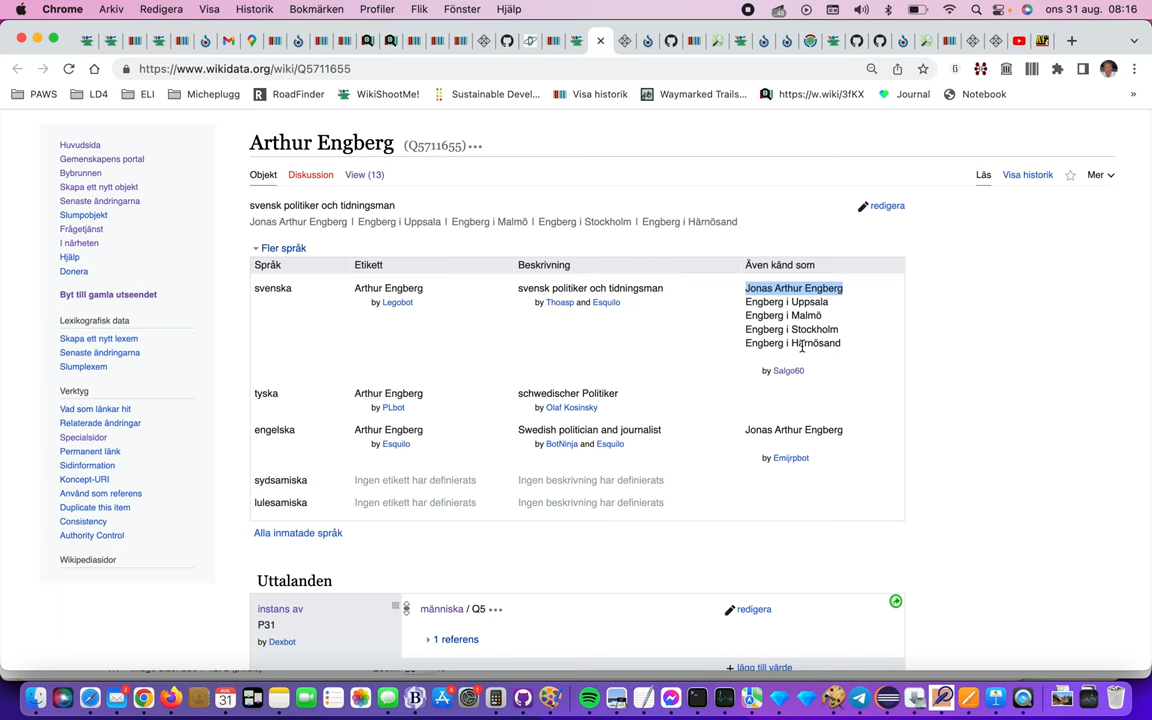 Chrome Arkiv Redigera Visa Historik Bokmärken Profiler Flik Fönster Hjälp ons 31 aug. 08:16
https://www.wikidata.org/wiki/Q5711655
PAWS LD4 ELI Micheplugg RoadFinder WikiShootMe! Sustainable Devel... Visa historik Waymarked Trails... https://w.wiki/3fKX Journal Notebook »
Huvudsida
Gemenskapens portal
Bybrunnen
Skapa ett nytt objekt
Senaste ändringarna
Slumpobjekt
Frågetjänst
I närheten
Hjälp
Donera
Byt till gamla utseendet
Lexikografisk data
Skapa ett nytt lexem
Senaste ändringarna
Slumplexem
Verktyg
Vad som länkar hit
Relaterade ändringar
Specialsidor
Permanent länk
Sidinformation
Koncept-URI
Använd som referens
Duplicate this item
Consistency
Authority Control
Wikipediasidor
Arthur Engberg (Q5711655)
Objekt Diskussion View (13) Läs Visa historik Mer
svensk politiker och tidningsman redigera
Jonas Arthur Engberg | Engberg i Uppsala | Engberg i Malmö | Engberg i Stockholm | Engberg i Härnösand
Fler språk
Språk Etikett Beskrivning Även känd som
svenska Arthur Engberg svensk politiker och tidningsman Jonas Arthur Engberg
by Legobot by Thoasp and Esquilo Engberg i Uppsala
Engberg i Malmö
Engberg i Stockholm
Engberg i Härnösand
by Salgo60
tyska Arthur Engberg schwedischer Politiker
by PLbot by Olaf Kosinsky
engelska Arthur Engberg Swedish politician and journalist Jonas Arthur Engberg
by Esquilo by BotNinja and Esquilo
by Emijrpbot
sydsamiska Ingen etikett har definierats Ingen beskrivning har definierats
lulesamiska Ingen etikett har definierats Ingen beskrivning har definierats
Alla inmatade språk
Uttalanden
instans av människa / Q5 redigera
P31
by Dexbot 1 referens
+ lägg till värde